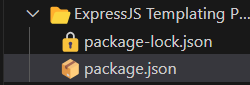 ExpressJS Templating P...
package-lock.json
package.json